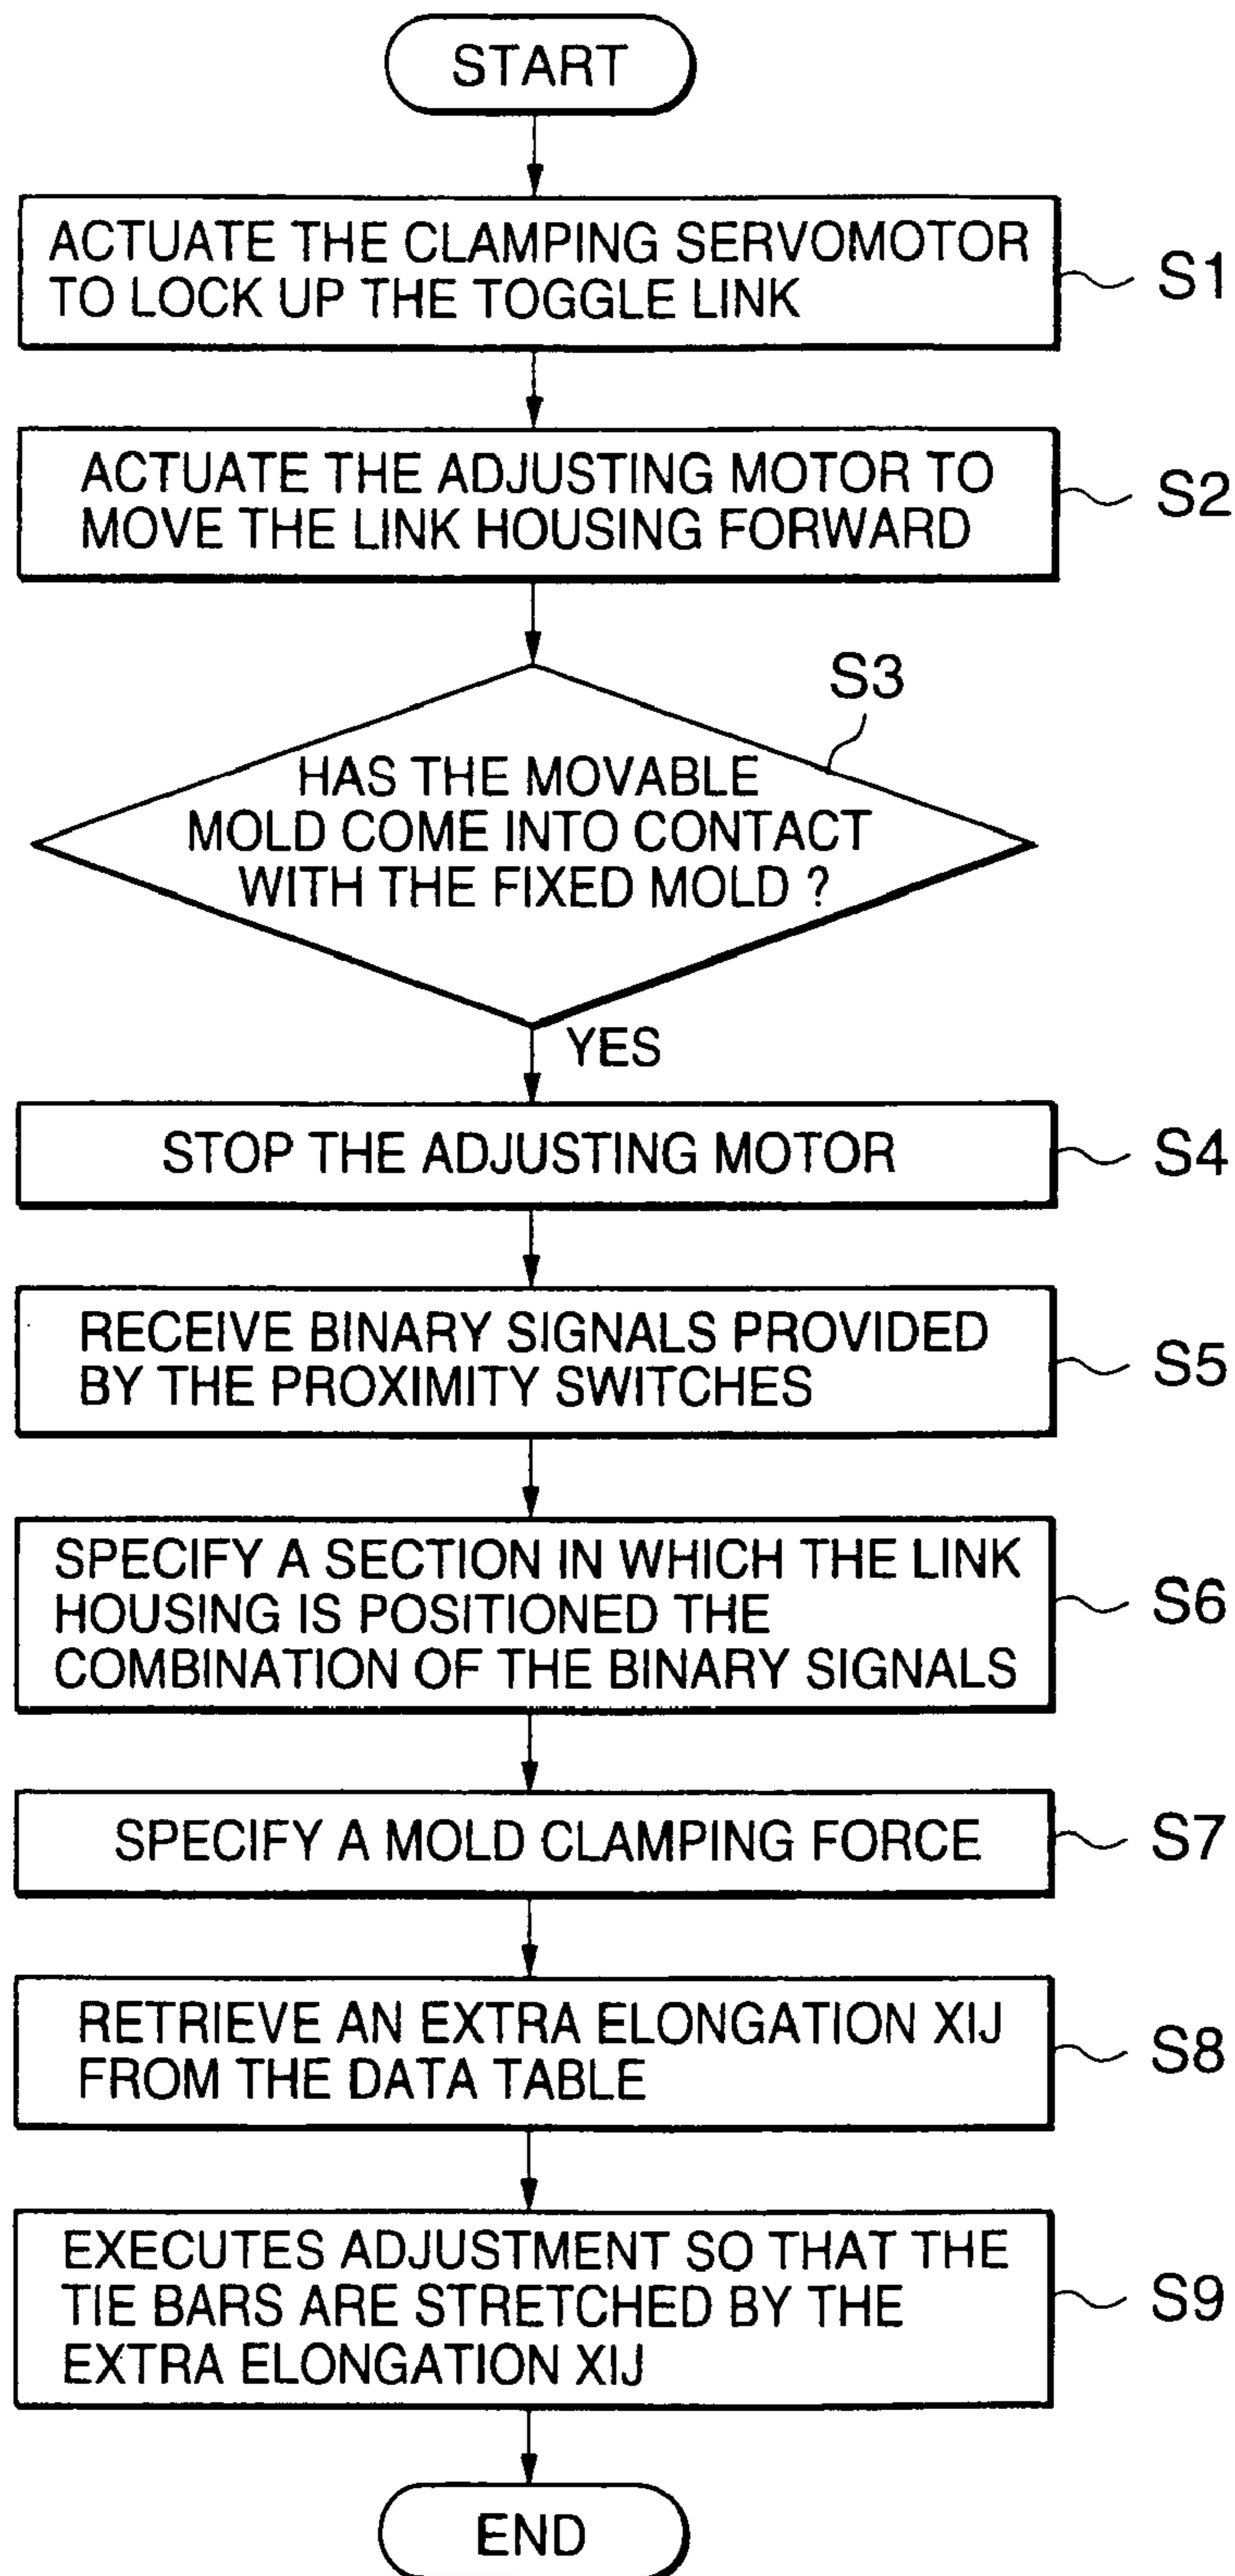 START
ACTUATE THE CLAMPING SERVOMOTOR
TO LOCK UP THE TOGGLE LINK
S1
ACTUATE THE ADJUSTING MOTOR TO
MOVE THE LINK HOUSING FORWARD
S2
S3
HAS THE MOVABLE
MOLD COME INTO CONTACT
WITH THE FIXED MOLD ?
YES
STOP THE ADJUSTING MOTOR
S4
RECEIVE BINARY SIGNALS PROVIDED
BY THE PROXIMITY SWITCHES
S5
SPECIFY A SECTION IN WHICH THE LINK
HOUSING IS POSITIONED THE
COMBINATION OF THE BINARY SIGNALS
S6
SPECIFY A MOLD CLAMPING FORCE
S7
RETRIEVE AN EXTRA ELONGATION XIJ
FROM THE DATA TABLE
S8
EXECUTES ADJUSTMENT SO THAT THE
TIE BARS ARE STRETCHED BY THE
EXTRA ELONGATION XIJ
S9
END